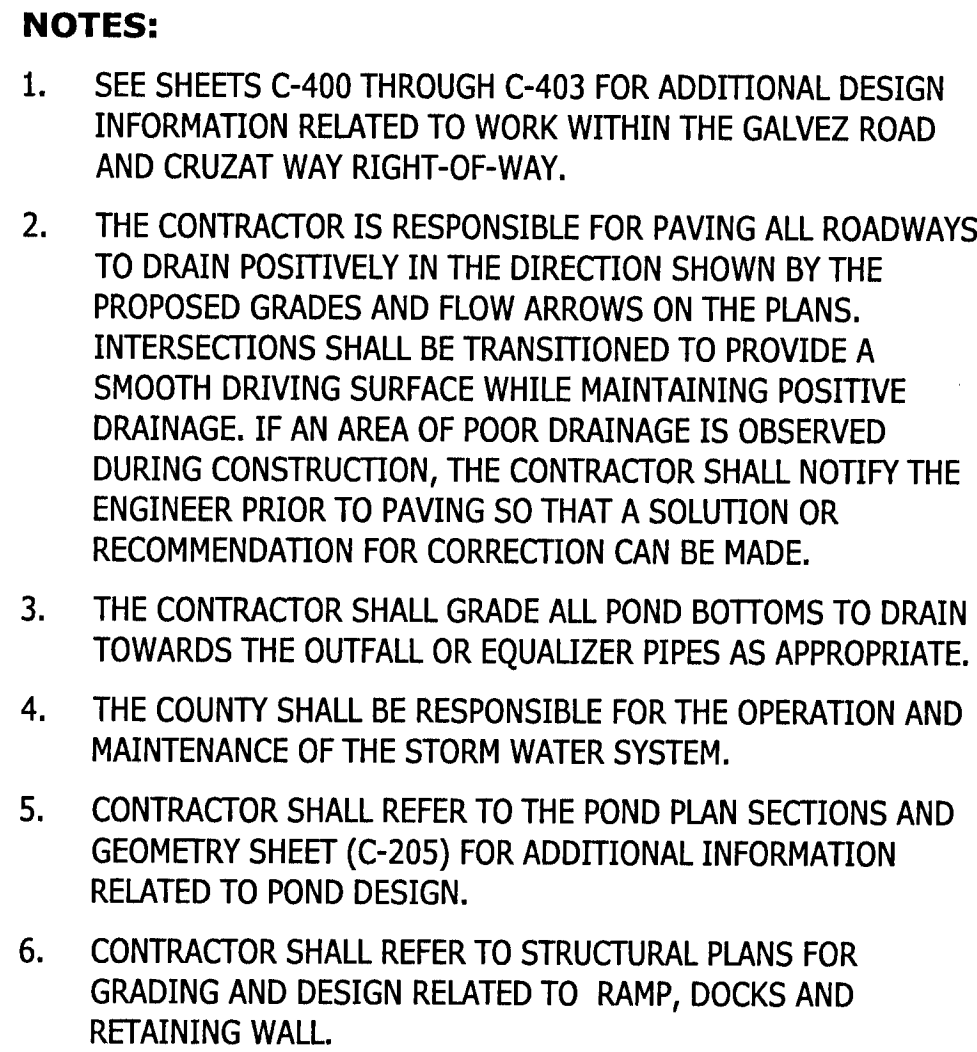 NOTES:
1. SEE SHEETS C-400 THROUGH C-403 FOR ADDITIONAL DESIGN
INFORMATION RELATED TO WORK WITHIN THE GALVEZ ROAD
AND CRUZAT WAY RIGHT-OF-WAY.
2. THE CONTRACTOR IS RESPONSIBLE FOR PAVING ALL ROADWAYS
TO DRAIN POSITIVELY IN THE DIRECTION SHOWN BY THE
PROPOSED GRADES AND FLOW ARROWS ON THE PLANS.
INTERSECTIONS SHALL BE TRANSITIONED TO PROVIDE A
SMOOTH DRIVING SURFACE WHILE MAINTAINING POSITIVE
DRAINAGE. IF AN AREA OF POOR DRAINAGE IS OBSERVED
DURING CONSTRUCTION, THE CONTRACTOR SHALL NOTIFY THE
ENGINEER PRIOR TO PAVING SO THAT A SOLUTION OR
RECOMMENDATION FOR CORRECTION CAN BE MADE.
3. THE CONTRACTOR SHALL GRADE ALL POND BOTTOMS TO DRAIN
TOWARDS THE OUTFALL OR EQUALIZER PIPES AS APPROPRIATE.
4. THE COUNTY SHALL BE RESPONSIBLE FOR THE OPERATION AND
MAINTENANCE OF THE STORM WATER SYSTEM.
5. CONTRACTOR SHALL REFER TO THE POND PLAN SECTIONS AND
GEOMETRY SHEET (C-205) FOR ADDITIONAL INFORMATION
RELATED TO POND DESIGN.
6. CONTRACTOR SHALL REFER TO STRUCTURAL PLANS FOR
GRADING AND DESIGN RELATED TO RAMP, DOCKS AND
RETAINING WALL.